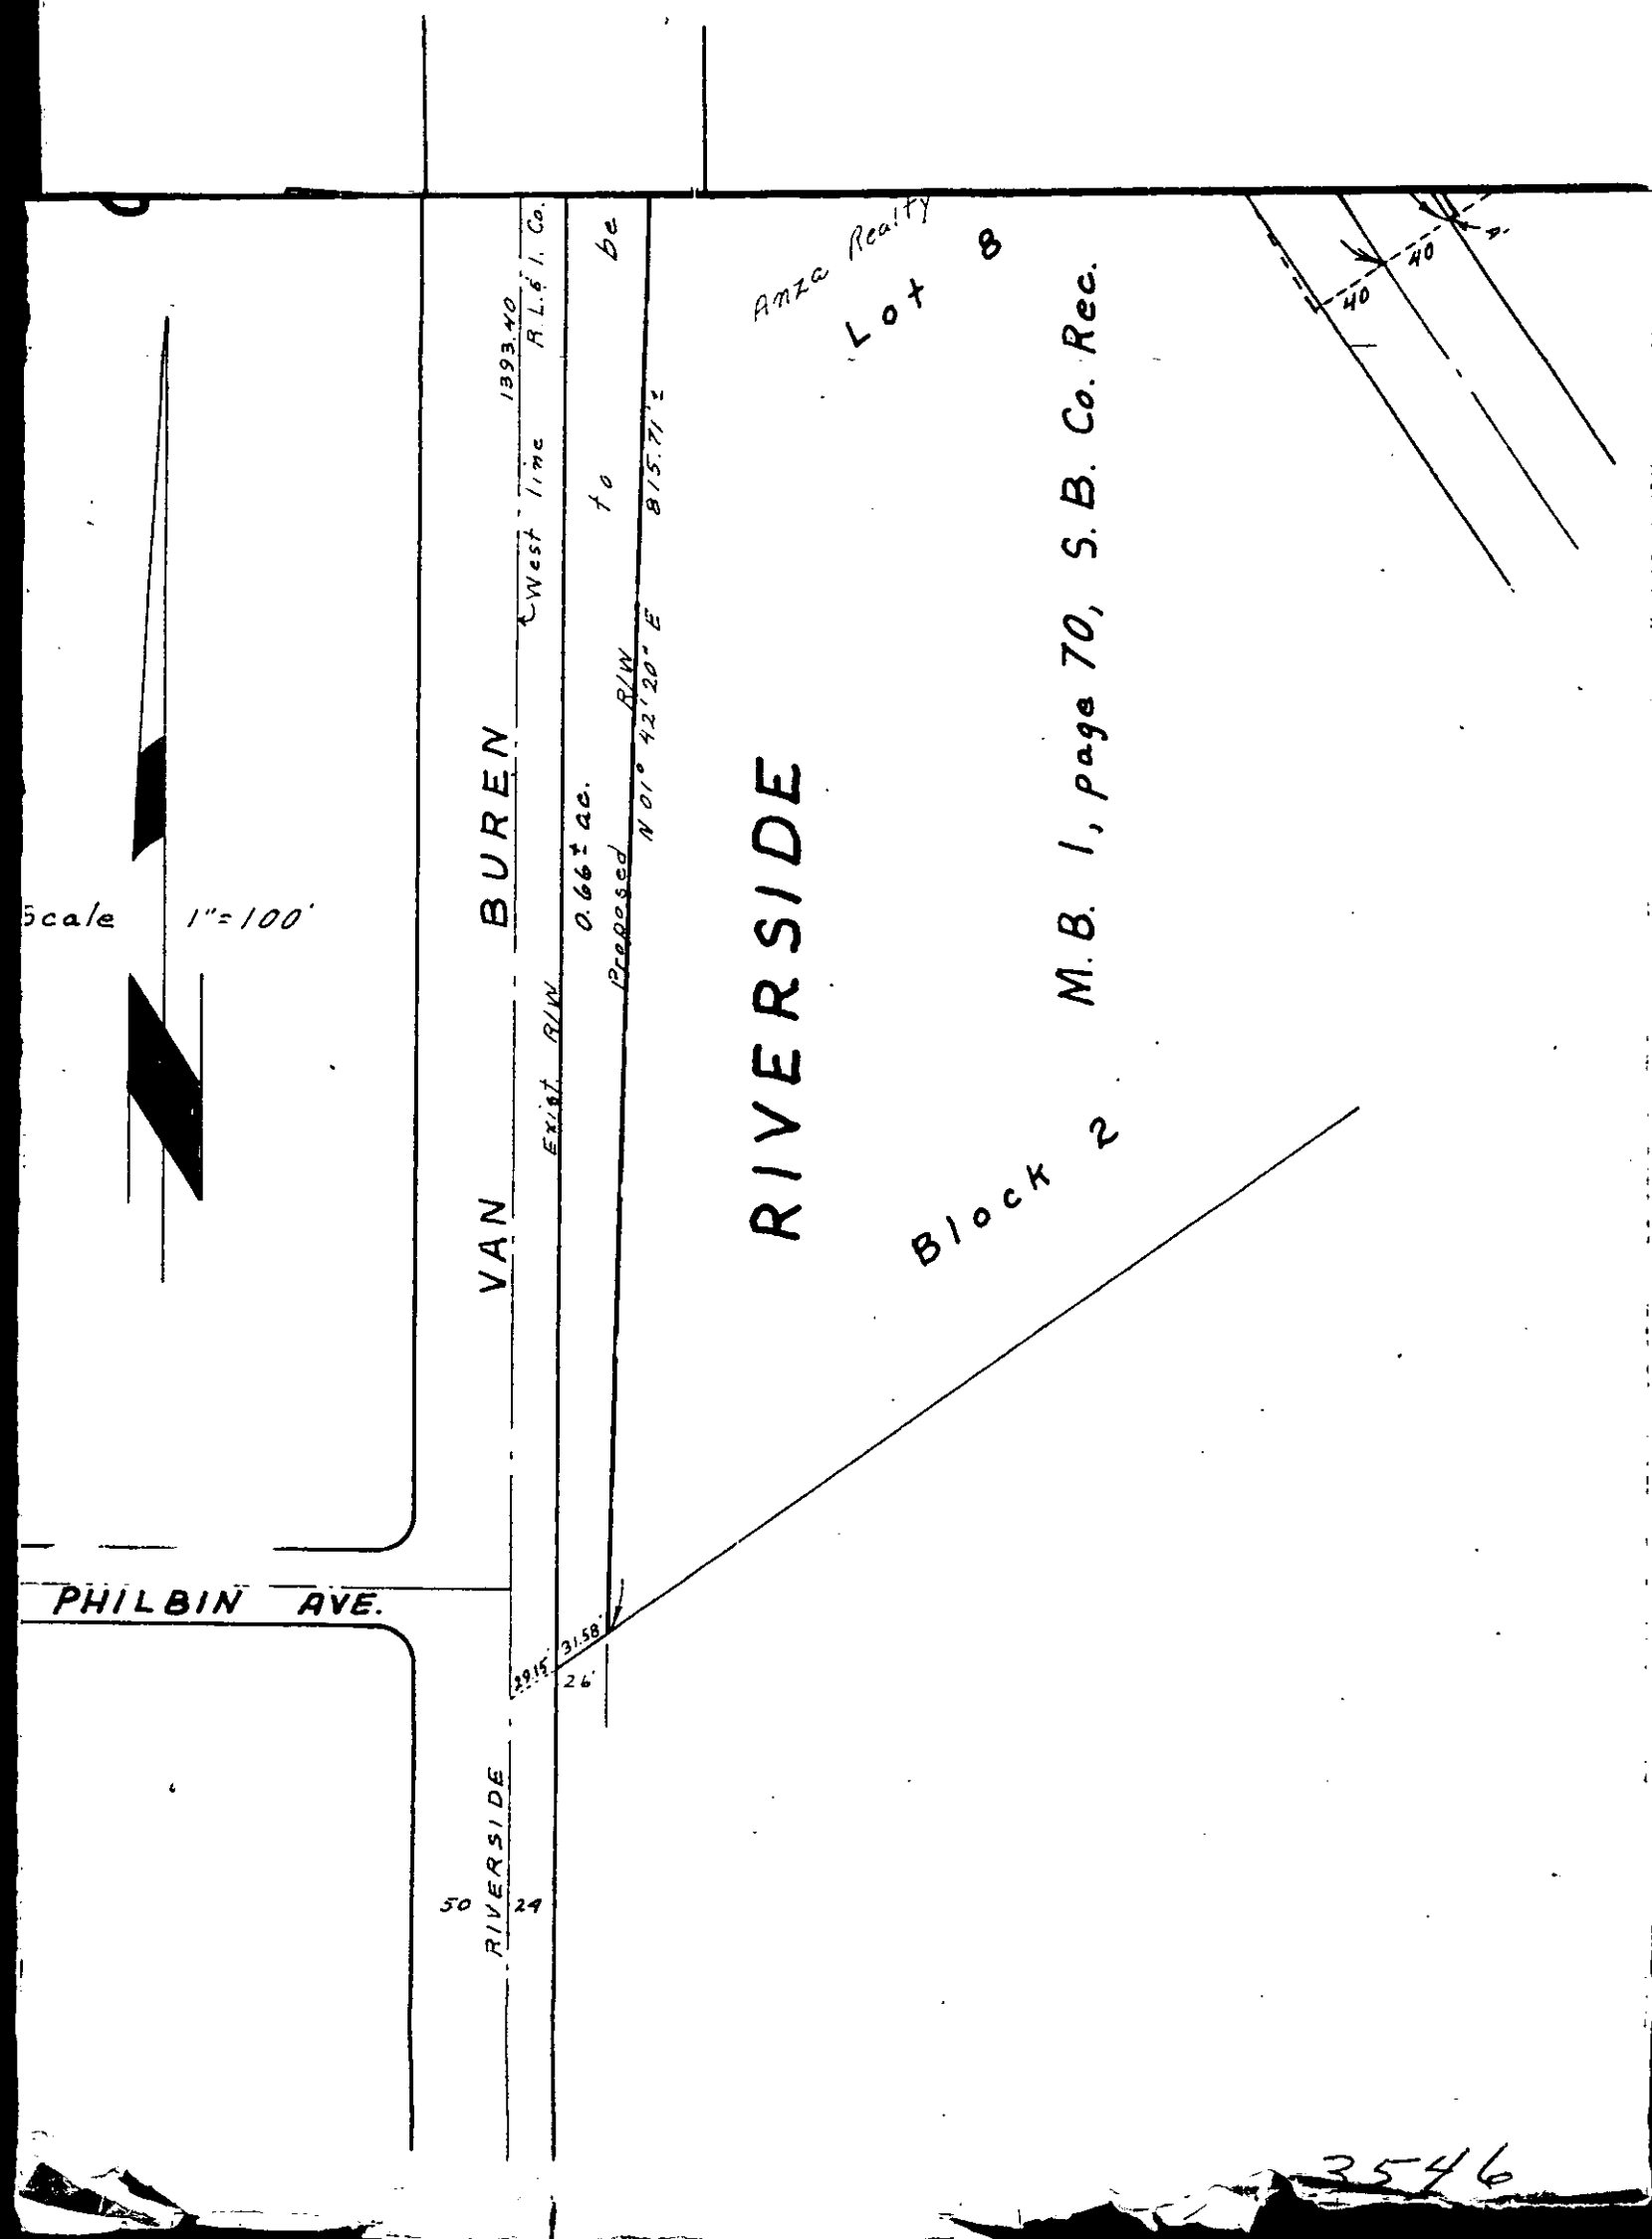 Anza Realty
Lot 8
be
1393.40
West line R.L. & I. Co.
to
815.71'±
N 01° 42' 20" E
Proposed R/W
0.66± ac.
Exist. R/W
VAN BUREN
RIVERSIDE
M.B. 1, page 70, S. B. Co. Rec.
40
40
Scale 1"=100'
Block 2
PHILBIN AVE.
29.15'
31.58'
26'
RIVERSIDE
50
24
3546